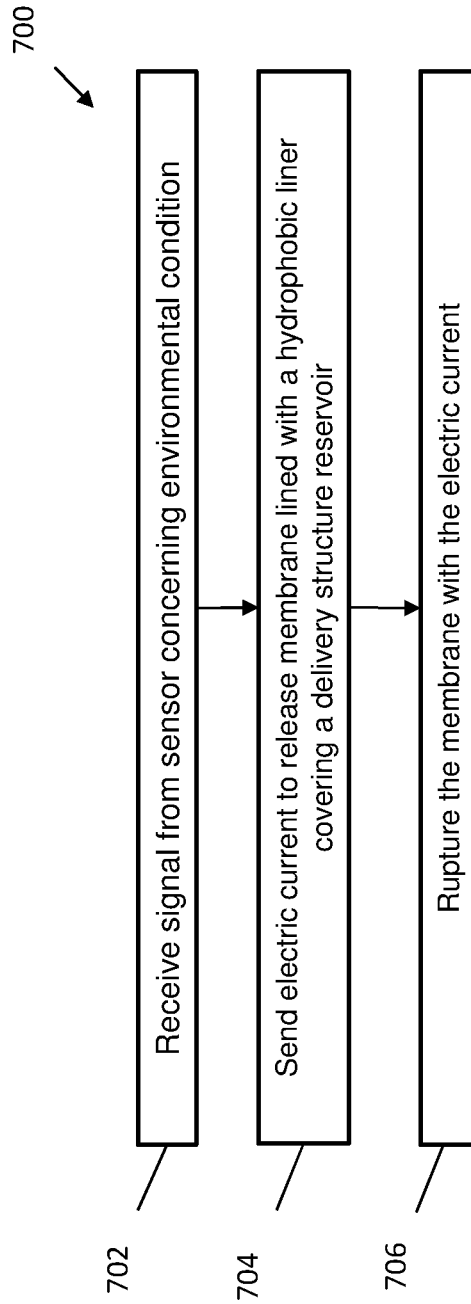 700
702
Receive signal from sensor concerning environmental condition
704
Send electric current to release membrane lined with a hydrophobic liner
covering a delivery structure reservoir
706
Rupture the membrane with the electric current